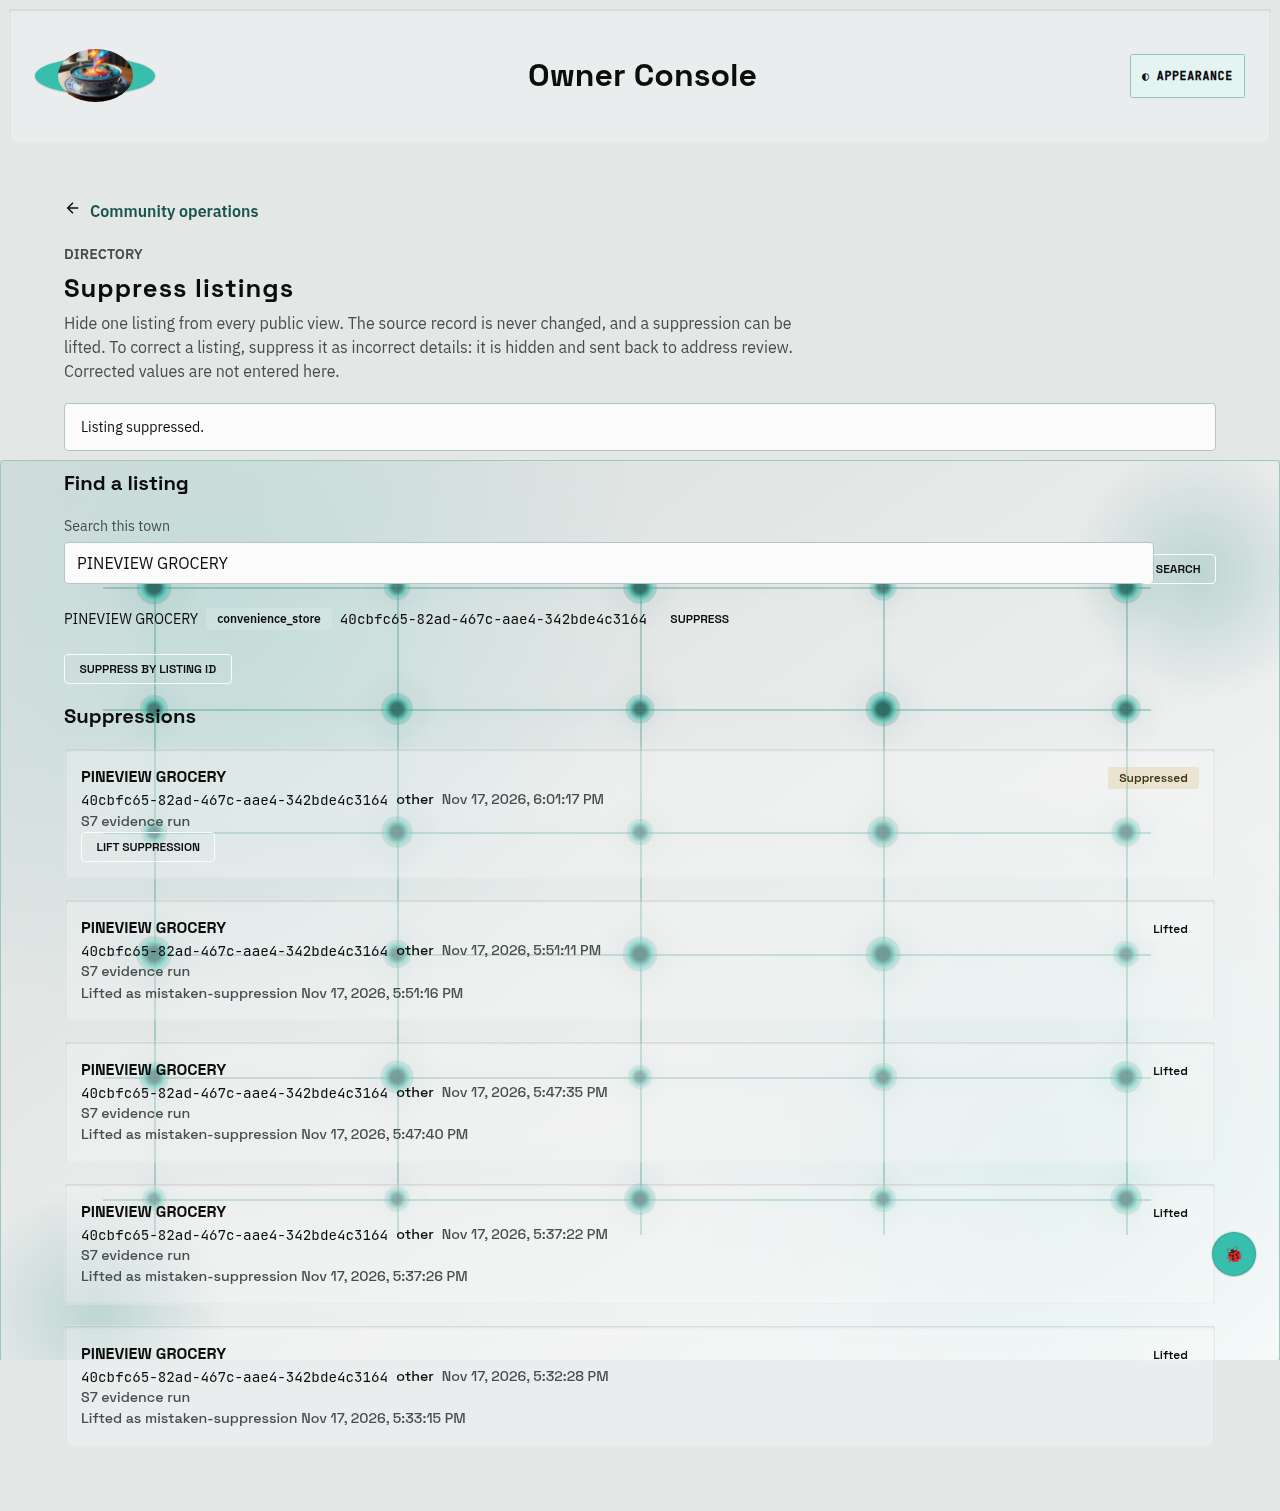 Owner Console
◐ APPEARANCE
← Community operations
DIRECTORY
Suppress listings
Hide one listing from every public view. The source record is never changed, and a suppression can be
lifted. To correct a listing, suppress it as incorrect details: it is hidden and sent back to address review.
Corrected values are not entered here.
Listing suppressed.
Find a listing
Search this town
PINEVIEW GROCERY
SEARCH
PINEVIEW GROCERY convenience_store 40cbfc65-82ad-467c-aae4-342bde4c3164 SUPPRESS
SUPPRESS BY LISTING ID
Suppressions
PINEVIEW GROCERY
Suppressed
40cbfc65-82ad-467c-aae4-342bde4c3164 other Nov 17, 2026, 6:01:17 PM
S7 evidence run
LIFT SUPPRESSION
PINEVIEW GROCERY
Lifted
40cbfc65-82ad-467c-aae4-342bde4c3164 other Nov 17, 2026, 5:51:11 PM
S7 evidence run
Lifted as mistaken-suppression Nov 17, 2026, 5:51:16 PM
PINEVIEW GROCERY
Lifted
40cbfc65-82ad-467c-aae4-342bde4c3164 other Nov 17, 2026, 5:47:35 PM
S7 evidence run
Lifted as mistaken-suppression Nov 17, 2026, 5:47:40 PM
PINEVIEW GROCERY
Lifted
40cbfc65-82ad-467c-aae4-342bde4c3164 other Nov 17, 2026, 5:37:22 PM
S7 evidence run
Lifted as mistaken-suppression Nov 17, 2026, 5:37:26 PM
PINEVIEW GROCERY
Lifted
40cbfc65-82ad-467c-aae4-342bde4c3164 other Nov 17, 2026, 5:32:28 PM
S7 evidence run
Lifted as mistaken-suppression Nov 17, 2026, 5:33:15 PM